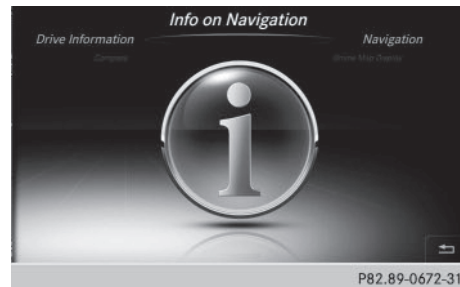 Info on Navigation
Drive Information
Navigation
Compass
P82.89-0672-31